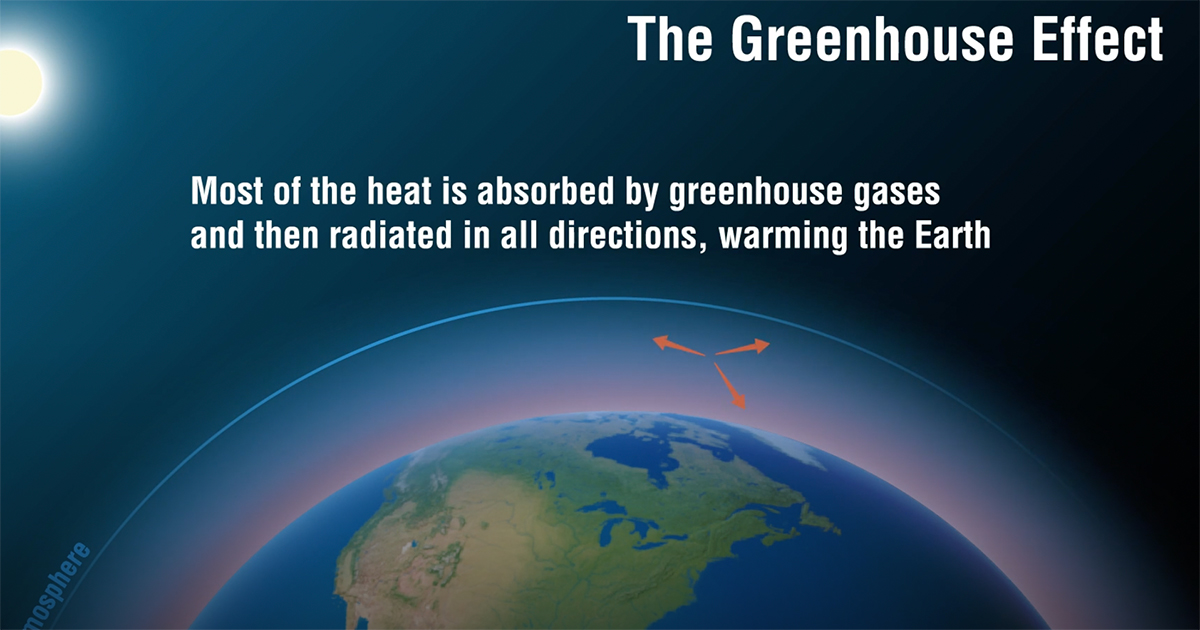 The Greenhouse Effect
Most of the heat is absorbed by greenhouse gases
and then radiated in all directions, warming the Earth